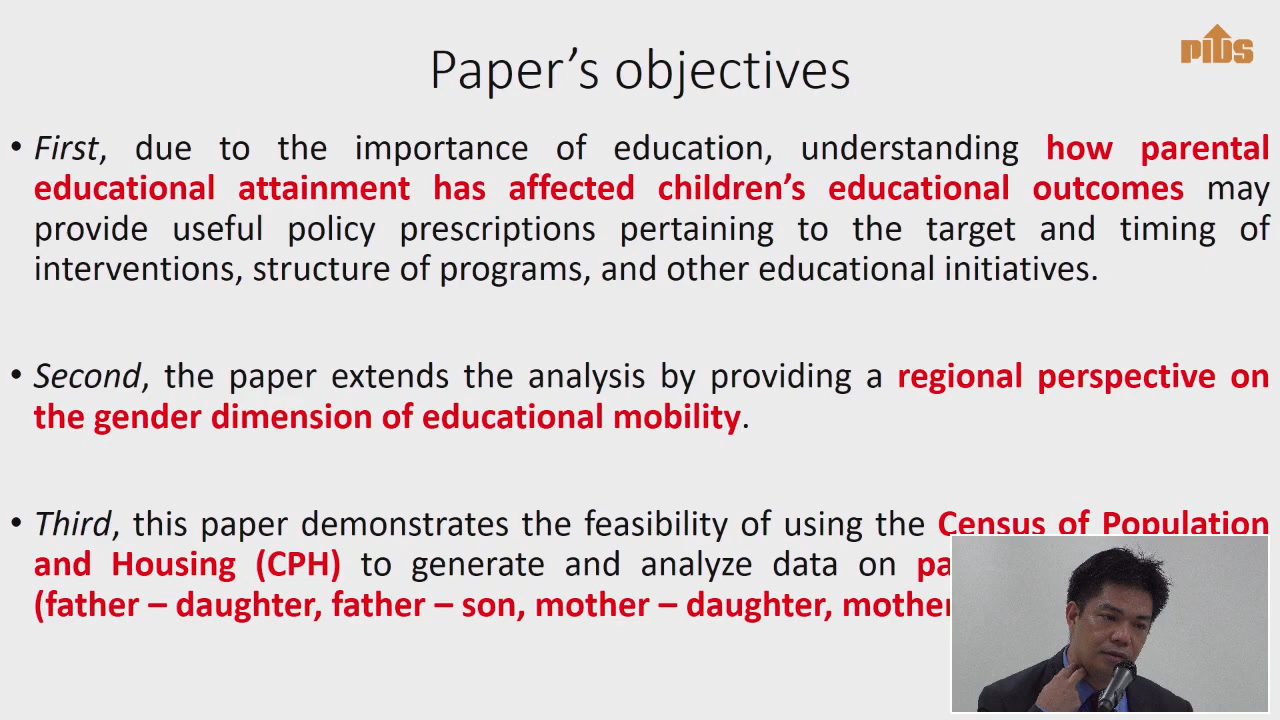 PIDS
Paper’s objectives
• First, due to the importance of education, understanding how parental
educational attainment has affected children’s educational outcomes may
provide useful policy prescriptions pertaining to the target and timing of
interventions, structure of programs, and other educational initiatives.
• Second, the paper extends the analysis by providing a regional perspective on
the gender dimension of educational mobility.
• Third, this paper demonstrates the feasibility of using the Census of Population
and Housing (CPH) to generate and analyze data on
(father – daughter, father – son, mother – daughter, mother